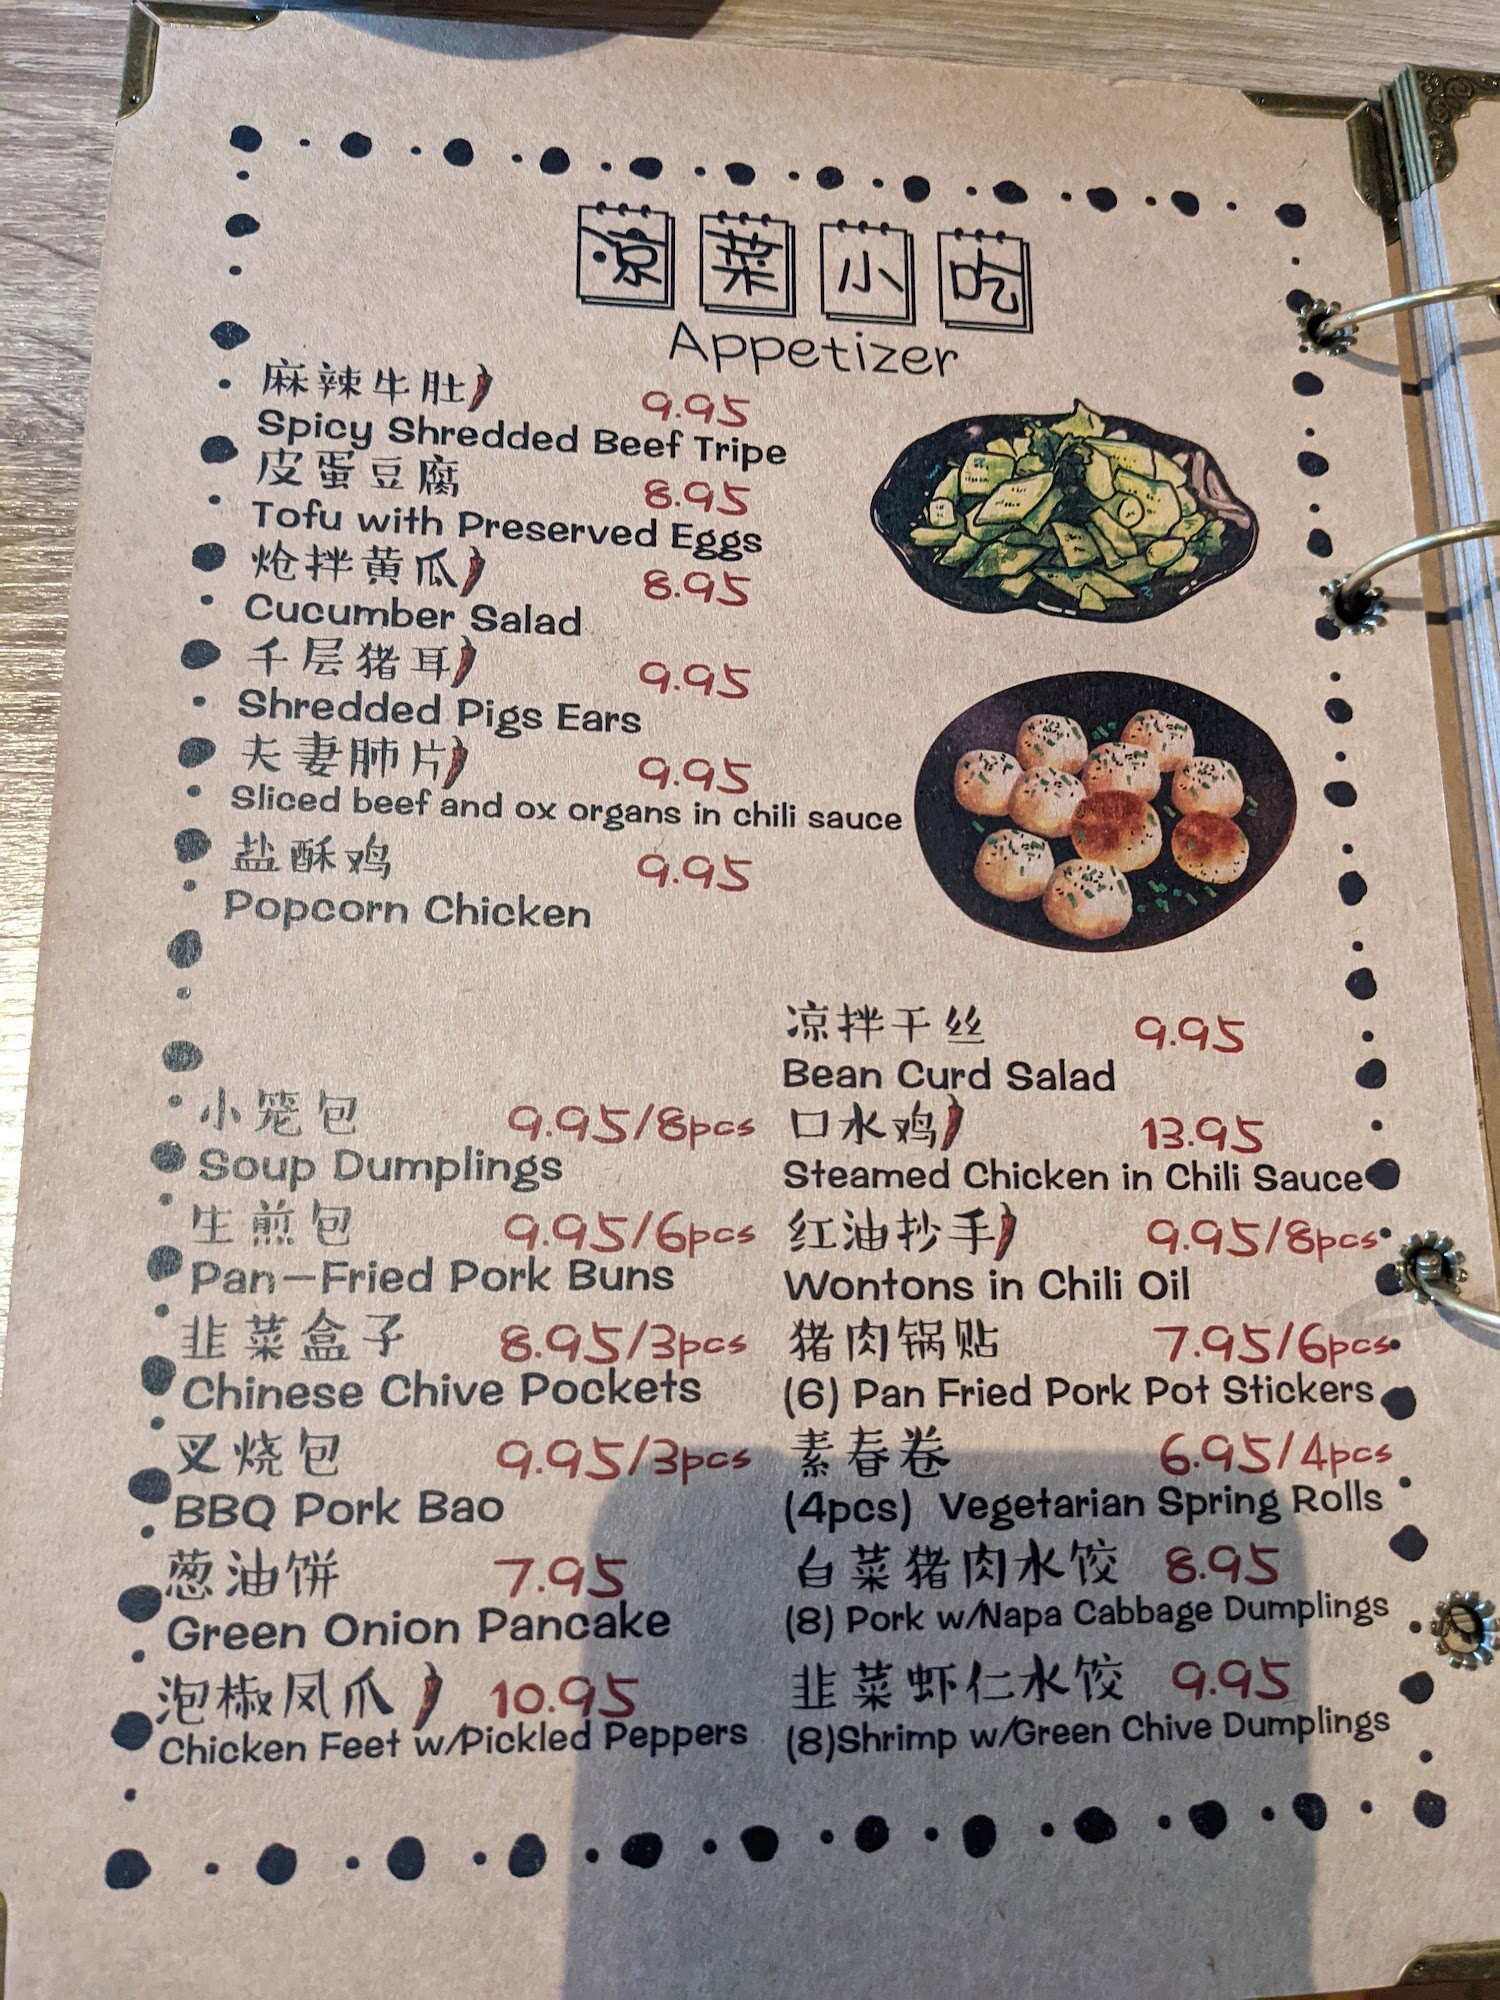 凉菜小吃
Appetizer
麻辣牛肚 9.95
Spicy Shredded Beef Tripe
皮蛋豆腐 8.95
Tofu with Preserved Eggs
炝拌黄瓜 8.95
Cucumber Salad
千层猪耳 9.95
Shredded Pigs Ears
夫妻肺片 9.95
Sliced beef and ox organs in chili sauce
盐酥鸡 9.95
Popcorn Chicken
小笼包 9.95/8pcs
Soup Dumplings
生煎包 9.95/6pcs
Pan-Fried Pork Buns
韭菜盒子 8.95/3pcs
Chinese Chive Pockets
叉烧包 9.95/3pcs
BBQ Pork Bao
葱油饼 7.95
Green Onion Pancake
泡椒凤爪 10.95
Chicken Feet w/Pickled Peppers
凉拌干丝 9.95
Bean Curd Salad
口水鸡 13.95
Steamed Chicken in Chili Sauce
红油抄手 9.95/8pcs
Wontons in Chili Oil
猪肉锅贴 7.95/6pcs
(6) Pan Fried Pork Pot Stickers
素春卷 6.95/4pcs
(4pcs) Vegetarian Spring Rolls
白菜猪肉水饺 8.95
(8) Pork w/Napa Cabbage Dumplings
韭菜虾仁水饺 9.95
(8)Shrimp w/Green Chive Dumplings